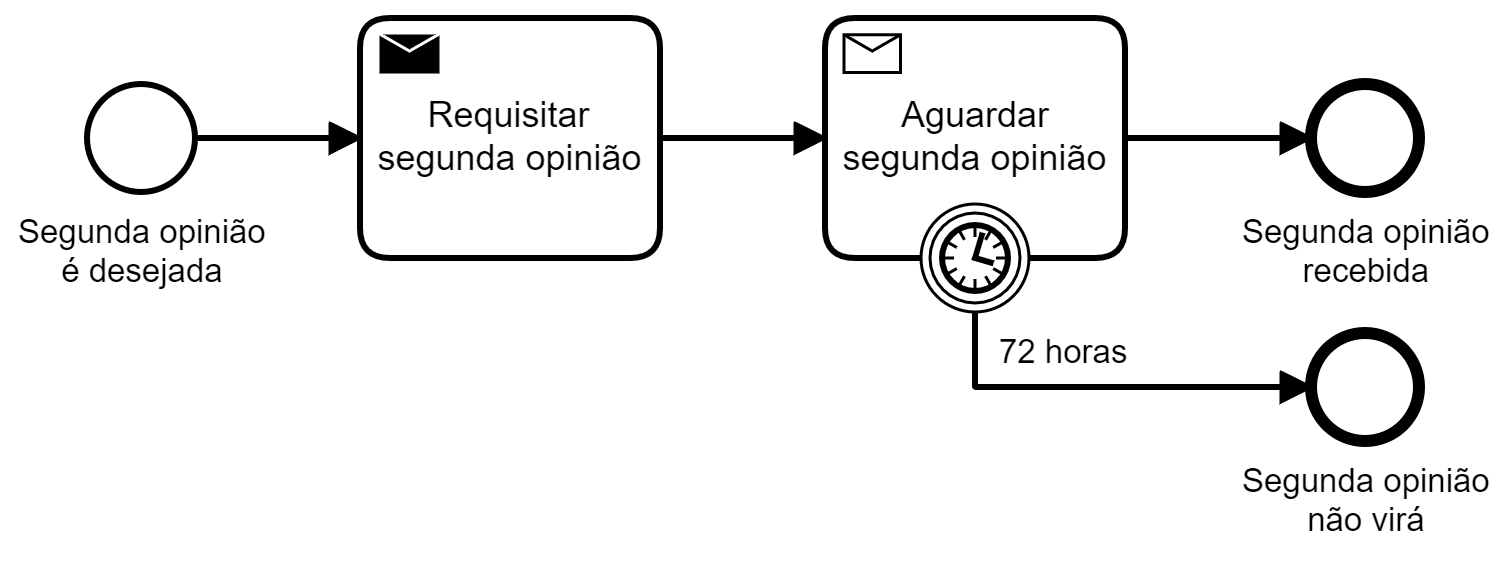 Segunda opinião
é desejada
Requisitar
segunda opinião
Aguardar
segunda opinião
Segunda opinião
recebida
72 horas
Segunda opinião
não virá